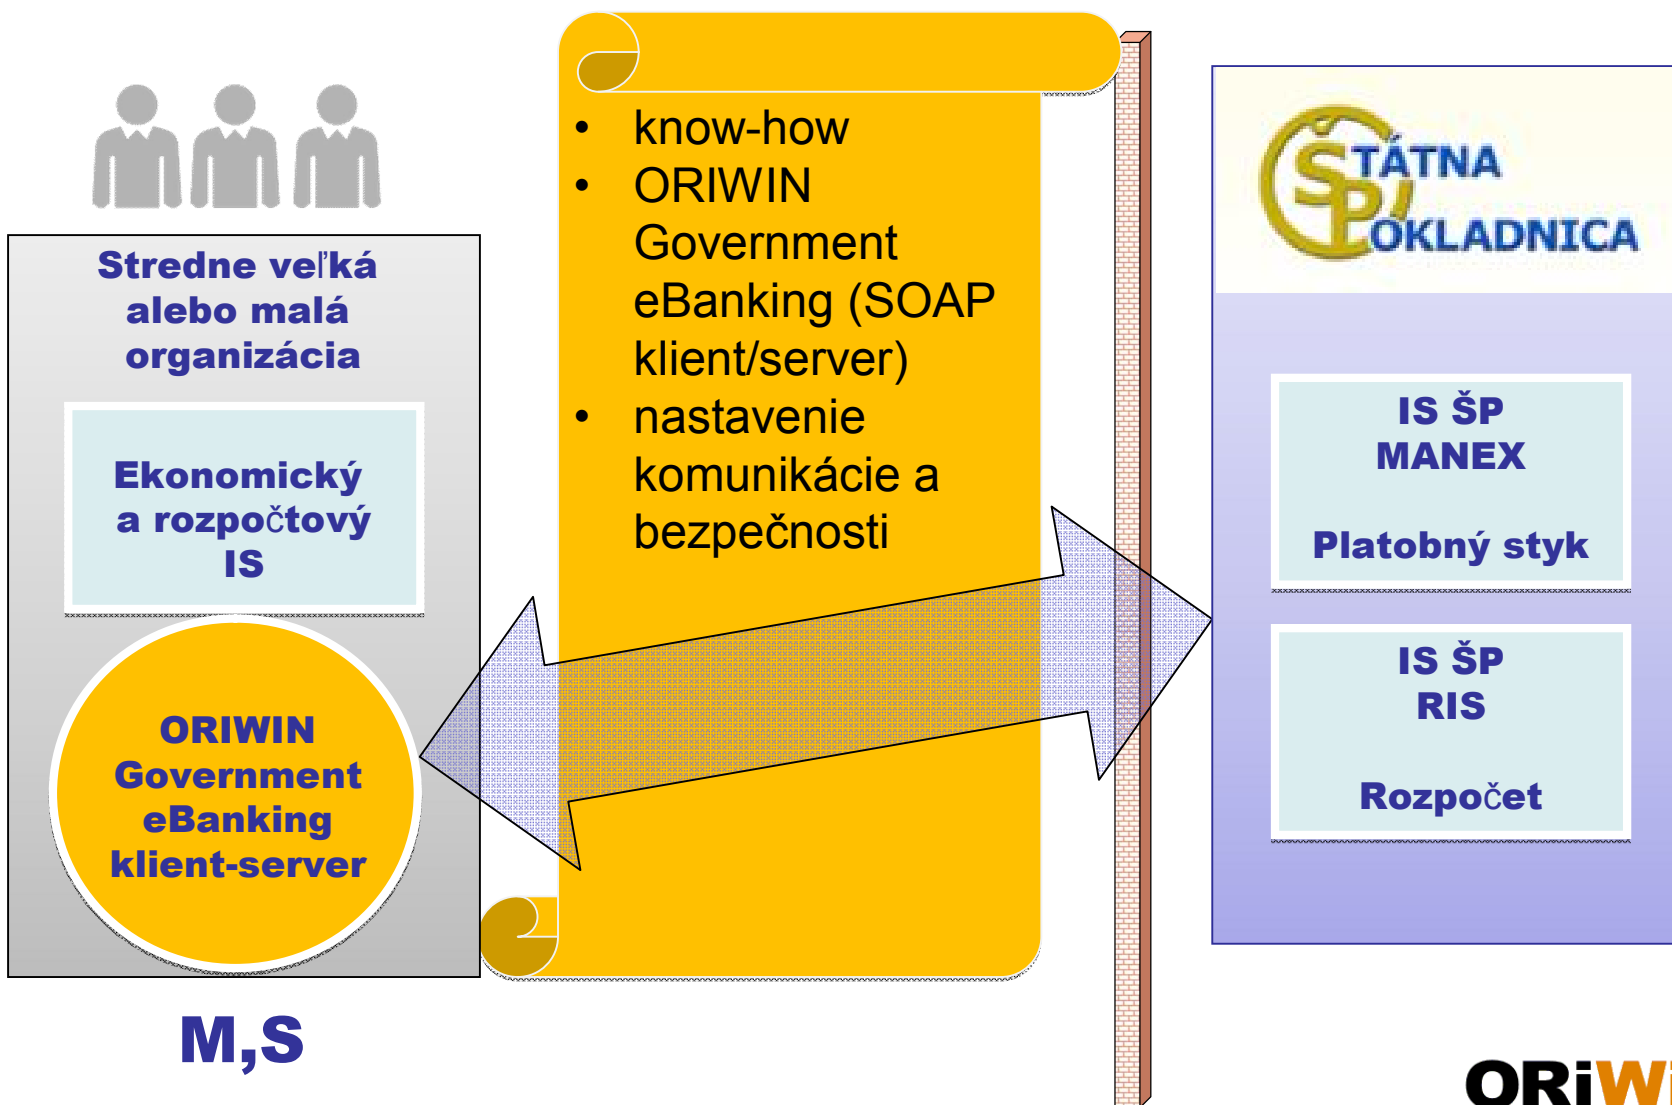 Stredne veľká
alebo malá
organizácia
Ekonomický
a rozpočtový
IS
ORIWIN
Government
eBanking
klient-server
M,S
• know-how
• ORIWIN
Government
eBanking (SOAP
klient/server)
• nastavenie
komunikácie a
bezpečnosti
ŠTÁTNA
POKLADNICA
IS ŠP
MANEX
Platobný styk
IS ŠP
RIS
Rozpočet
ORiWi